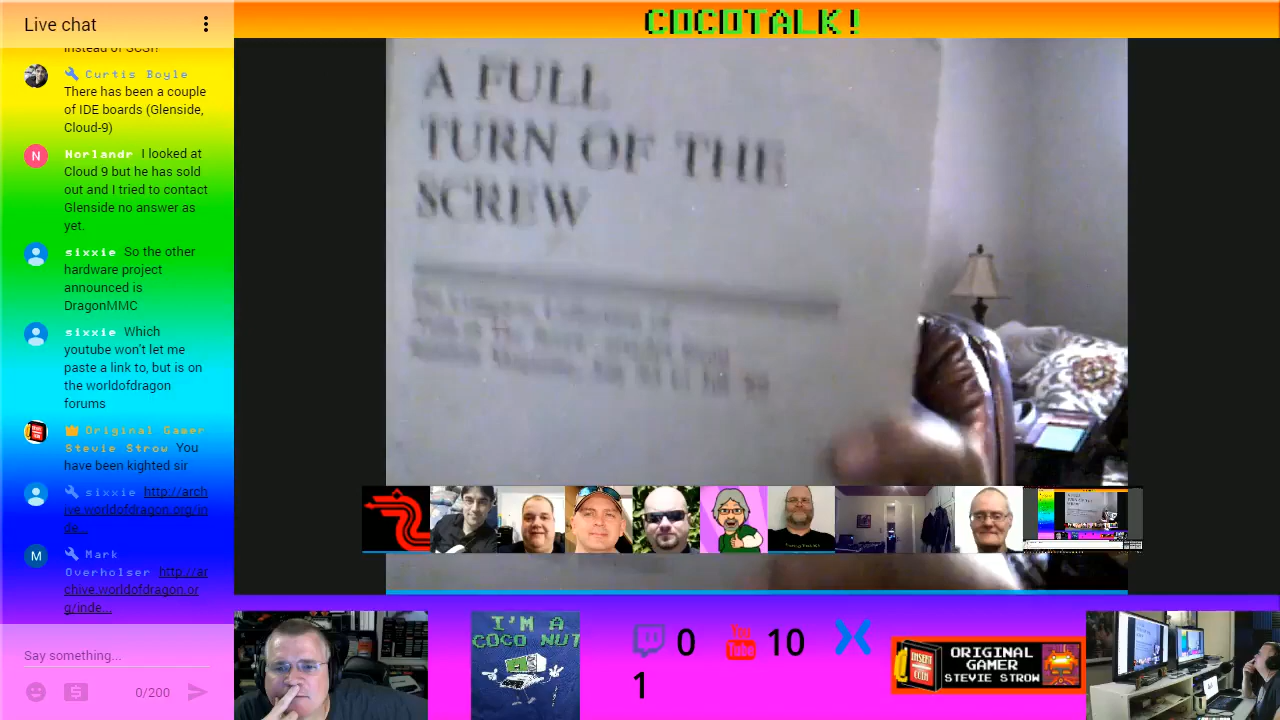 Live chat
instead of SCSI?
Curtis Boyle
There has been a couple
of IDE boards (Glenside,
Cloud-9)
Norlandr I looked at
Cloud 9 but he has sold
out and I tried to contact
Glenside no answer as
yet.
sixxie So the other
hardware project
announced is
DragonMMC
sixxie Which
youtube won't let me
paste a link to, but is on
the worldofdragon
forums
Original Gamer
Stevie Strow You
have been kighted sir
sixxie http://arch
ive.worldofdragon.org/in
de...
Mark
Overholser http://ar
chive.worldofdragon.or
g/inde...
Say something...
0/200
COCOTALK!
A FULL
TURN OF THE
SCREW
I'M A
COCO NUT
0
You
Tube
10
1
INSERT
COIN
ORIGINAL
GAMER
STEVIE STROW